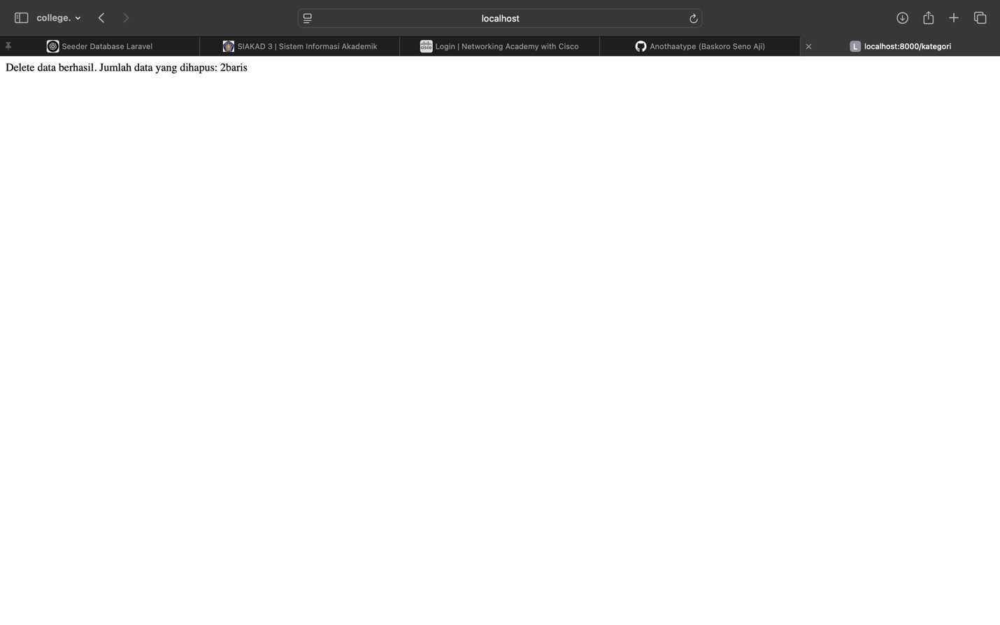 college.
localhost
Seeder Database Laravel
SIAKAD 3 | Sistem Informasi Akademik
Login | Networking Academy with Cisco
Anothaatype (Baskoro Seno Aji)
L localhost:8000/kategori
Delete data berhasil. Jumlah data yang dihapus: 2baris